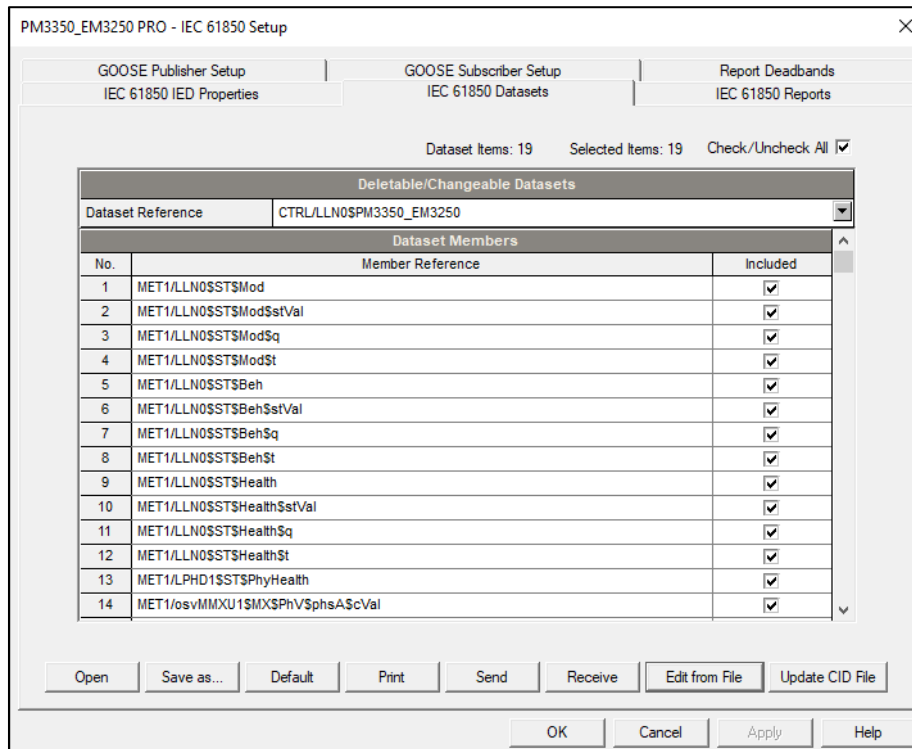 PM3350_EM3250 PRO - IEC 61850 Setup
GOOSE Publisher Setup GOOSE Subscriber Setup Report Deadbands
IEC 61850 IED Properties IEC 61850 Datasets IEC 61850 Reports
Dataset Items: 19 Selected Items: 19 Check/Uncheck All
Deletable/Changeable Datasets
Dataset Reference CTRL/LLN0$PM3350_EM3250
Dataset Members
No. Member Reference Included
1 MET1/LLN0$ST$Mod
2 MET1/LLN0$ST$Mod$stVal
3 MET1/LLN0$ST$Mod$q
4 MET1/LLN0$ST$Mod$t
5 MET1/LLN0$ST$Beh
6 MET1/LLN0$ST$Beh$stVal
7 MET1/LLN0$ST$Beh$q
8 MET1/LLN0$ST$Beh$t
9 MET1/LLN0$ST$Health
10 MET1/LLN0$ST$Health$stVal
11 MET1/LLN0$ST$Health$q
12 MET1/LLN0$ST$Health$t
13 MET1/LPHD1$ST$PhyHealth
14 MET1/osvMMXU1$MX$PhV$phsA$cVal
Open Save as... Default Print Send Receive Edit from File Update CID File
OK Cancel Apply Help